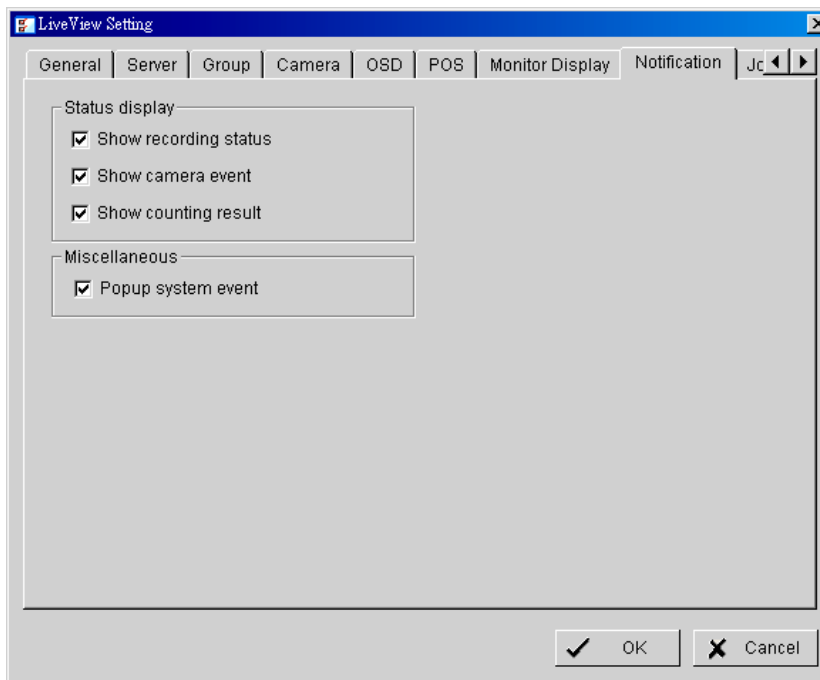 LiveView Setting
General Server Group Camera OSD POS Monitor Display Notification
Status display
Show recording status
Show camera event
Show counting result
Miscellaneous
Popup system event
OK Cancel